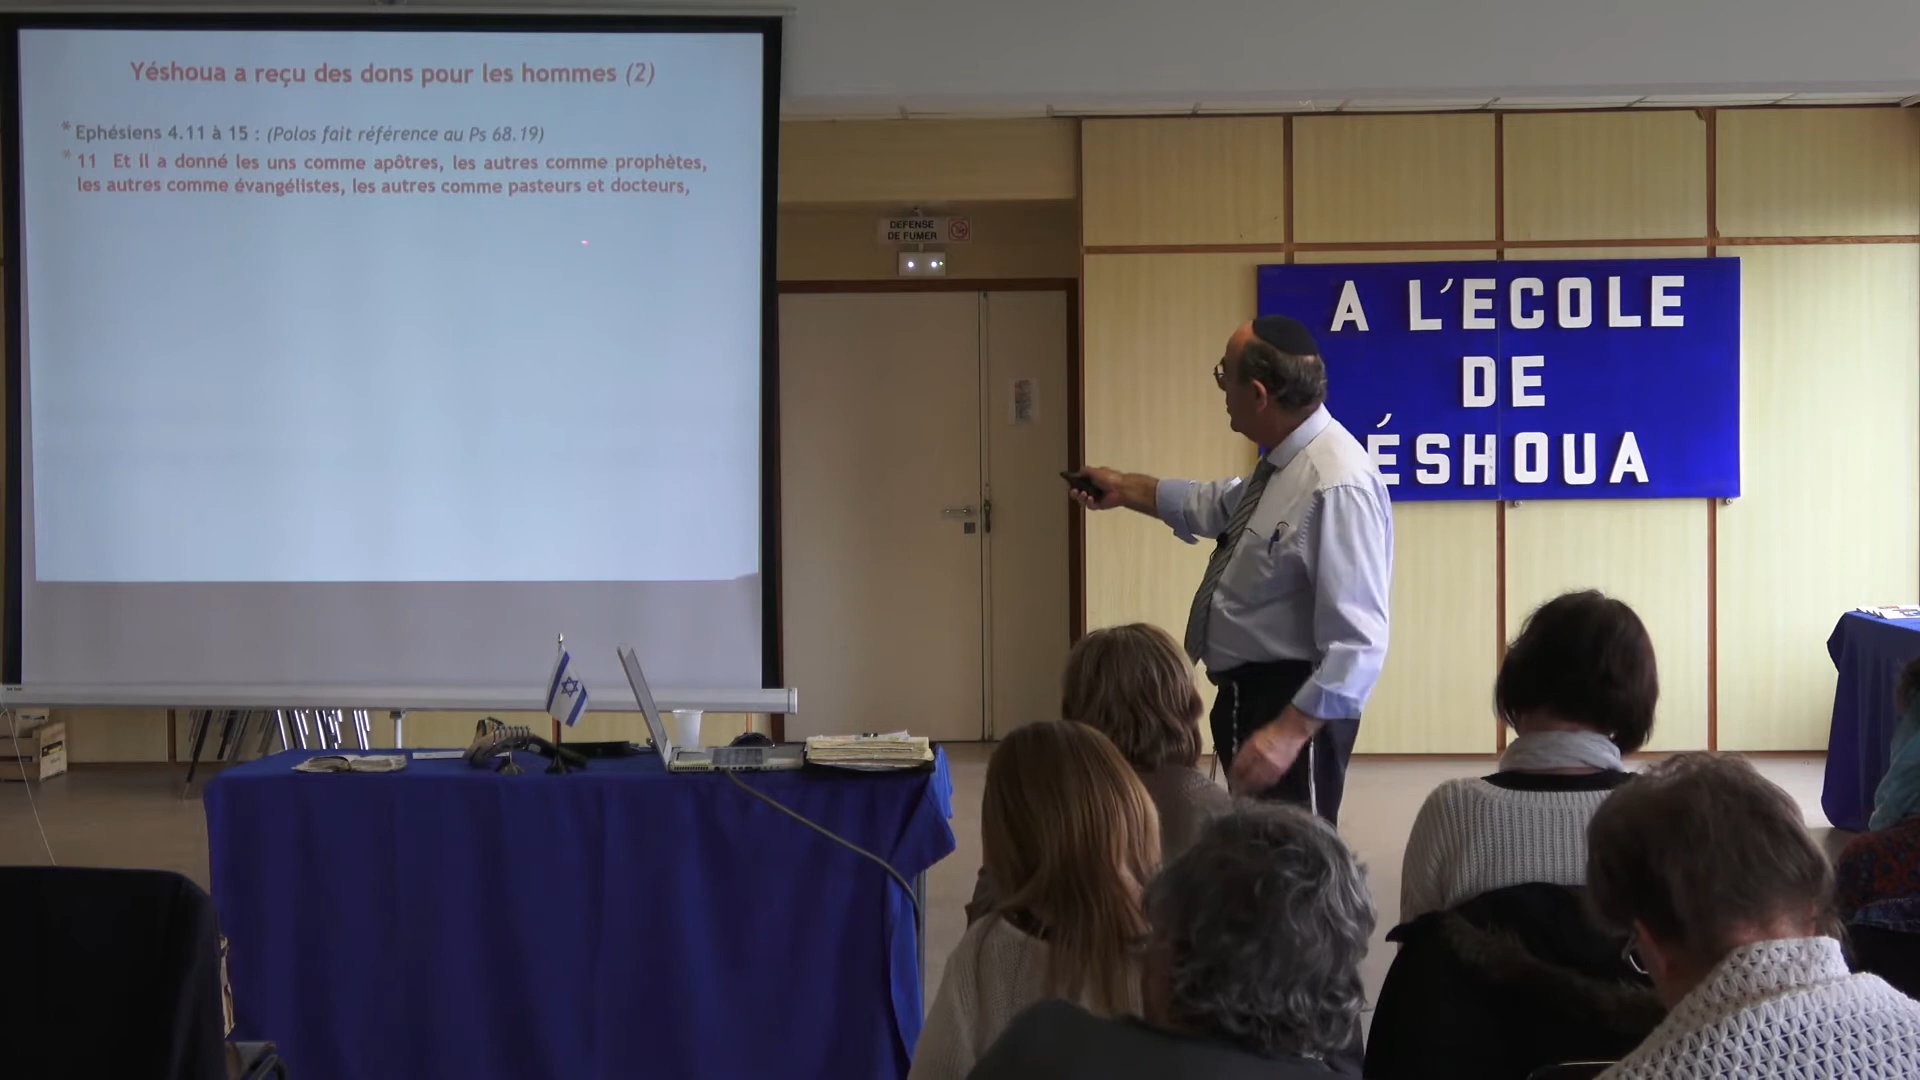 Yéshoua a reçu des dons pour les hommes (2)
* Ephésiens 4.11 à 15 : (Polos fait référence au Ps 68.19)
* 11 Et il a donné les uns comme apôtres, les autres comme prophètes,
les autres comme évangélistes, les autres comme pasteurs et docteurs,
DEFENSE
DE FUMER
A L'ECOLE
DE
ÉSHOUA